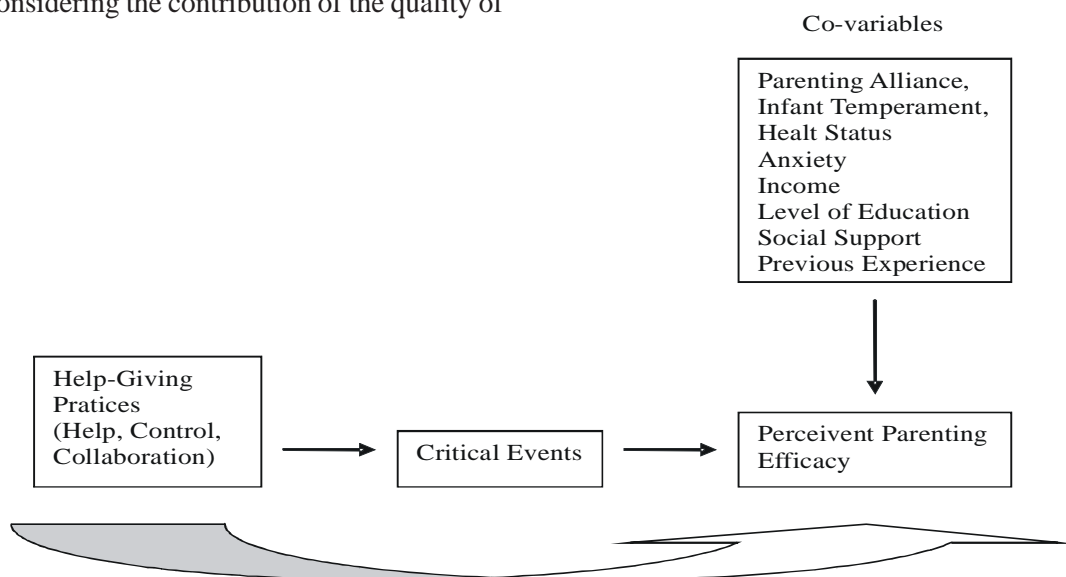 onsidering the contribution of the quality of
Co-variables
Parenting Alliance,
Infant Temperament,
Healt Status
Anxiety
Income
Level of Education
Social Support
Previous Experience
Help-Giving
Pratices
(Help, Control,
Collaboration)
Critical Events
Perceivent Parenting
Efficacy